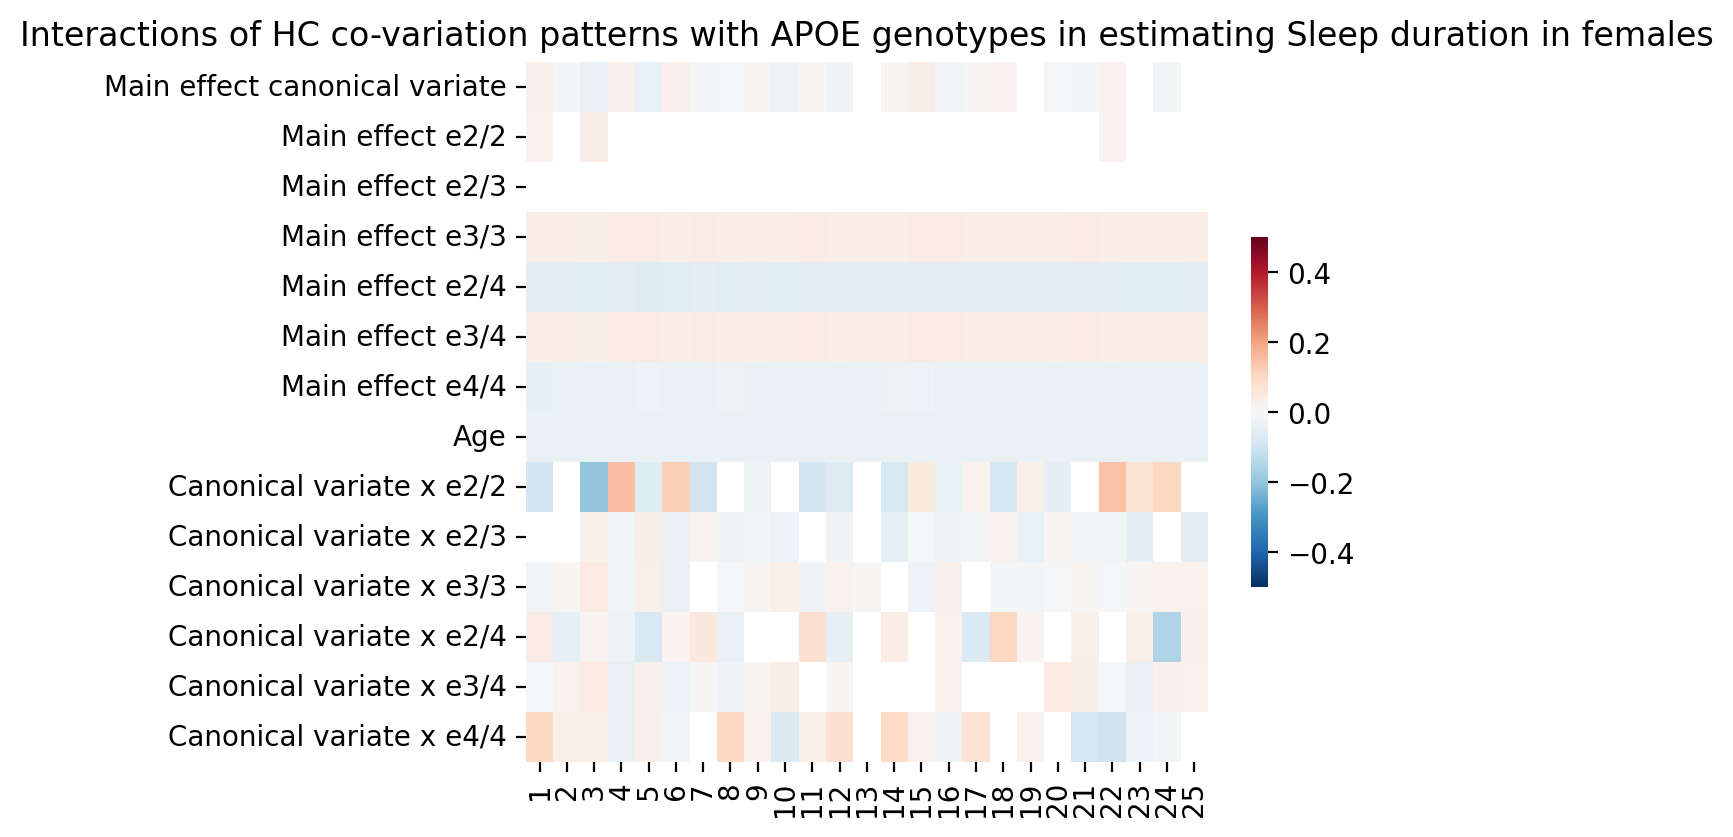 Interactions of HC co-variation patterns with APOE genotypes in estimating Sleep duration in females
Main effect canonical variate
Main effect e2/2
Main effect e2/3
Main effect e3/3
Main effect e2/4
Main effect e3/4
Main effect e4/4
Age
Canonical variate x e2/2
Canonical variate x e2/3
Canonical variate x e3/3
Canonical variate x e2/4
Canonical variate x e3/4
Canonical variate x e4/4
1 2 3 4 5 6 7 8 9 10 11 12 13 14 15 16 17 18 19 20 21 22 23 24 25
0.4
0.2
0.0
−0.2
−0.4